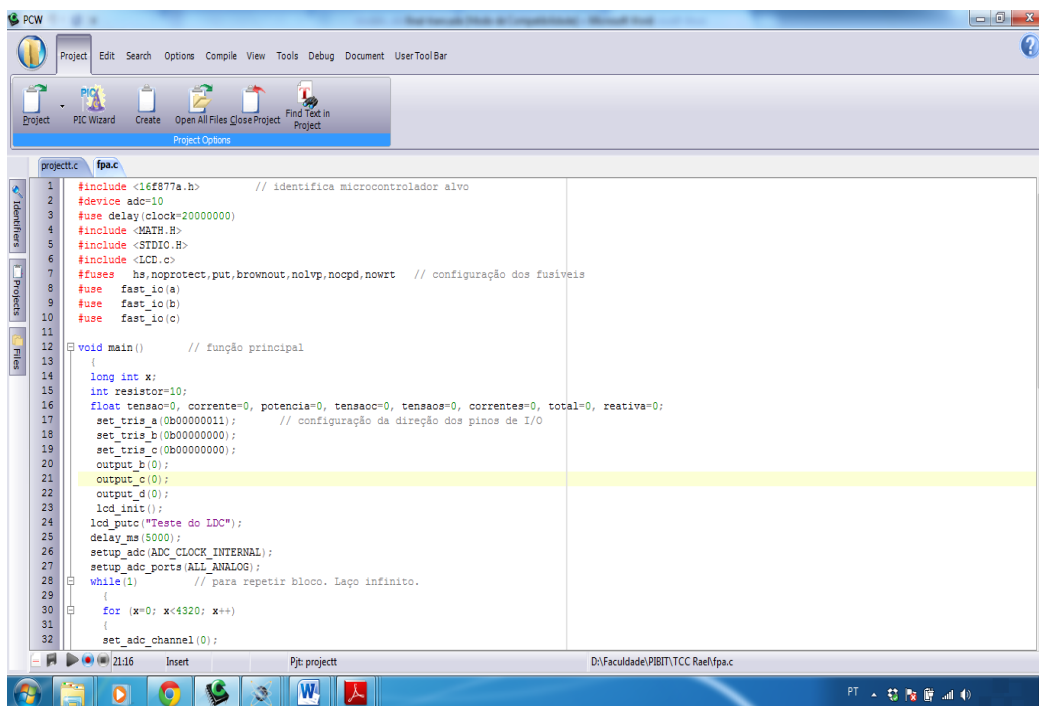 PCW
Project Edit Search Options Compile View Tools Debug Document User Tool Bar
Project PIC Wizard Create Open All Files Close Project Find Text in Project
Project Options
projectt.c fpa.c
Identifiers
Projects
Files
1 #include <16f877a.h> // identifica microcontrolador alvo
2 #device adc=10
3 #use delay(clock=20000000)
4 #include <MATH.H>
5 #include <STDIO.H>
6 #include <LCD.c>
7 #fuses hs,noprotect,put,brownout,nolvp,nocpd,nowrt // configuração dos fusíveis
8 #use fast_io(a)
9 #use fast_io(b)
10 #use fast_io(c)
11
12 void main() // função principal
13 {
14 long int x;
15 int resistor=10;
16 float tensao=0, corrente=0, potencia=0, tensaoc=0, tensaos=0, correntes=0, total=0, reativa=0;
17 set_tris_a(0b00000011); // configuração da direção dos pinos de I/O
18 set_tris_b(0b00000000);
19 set_tris_c(0b00000000);
20 output_b(0);
21 output_c(0);
22 output_d(0);
23 lcd_init();
24 lcd_putc("Teste do LDC");
25 delay_ms(5000);
26 setup_adc(ADC_CLOCK_INTERNAL);
27 setup_adc_ports(ALL_ANALOG);
28 while(1) // para repetir bloco. Laço infinito.
29 {
30 for (x=0; x<4320; x++)
31 {
32 set_adc_channel(0);
21:16 Insert Pjt: projectt D:\Faculdade\PIBIT\TCC Rael\fpa.c
PT